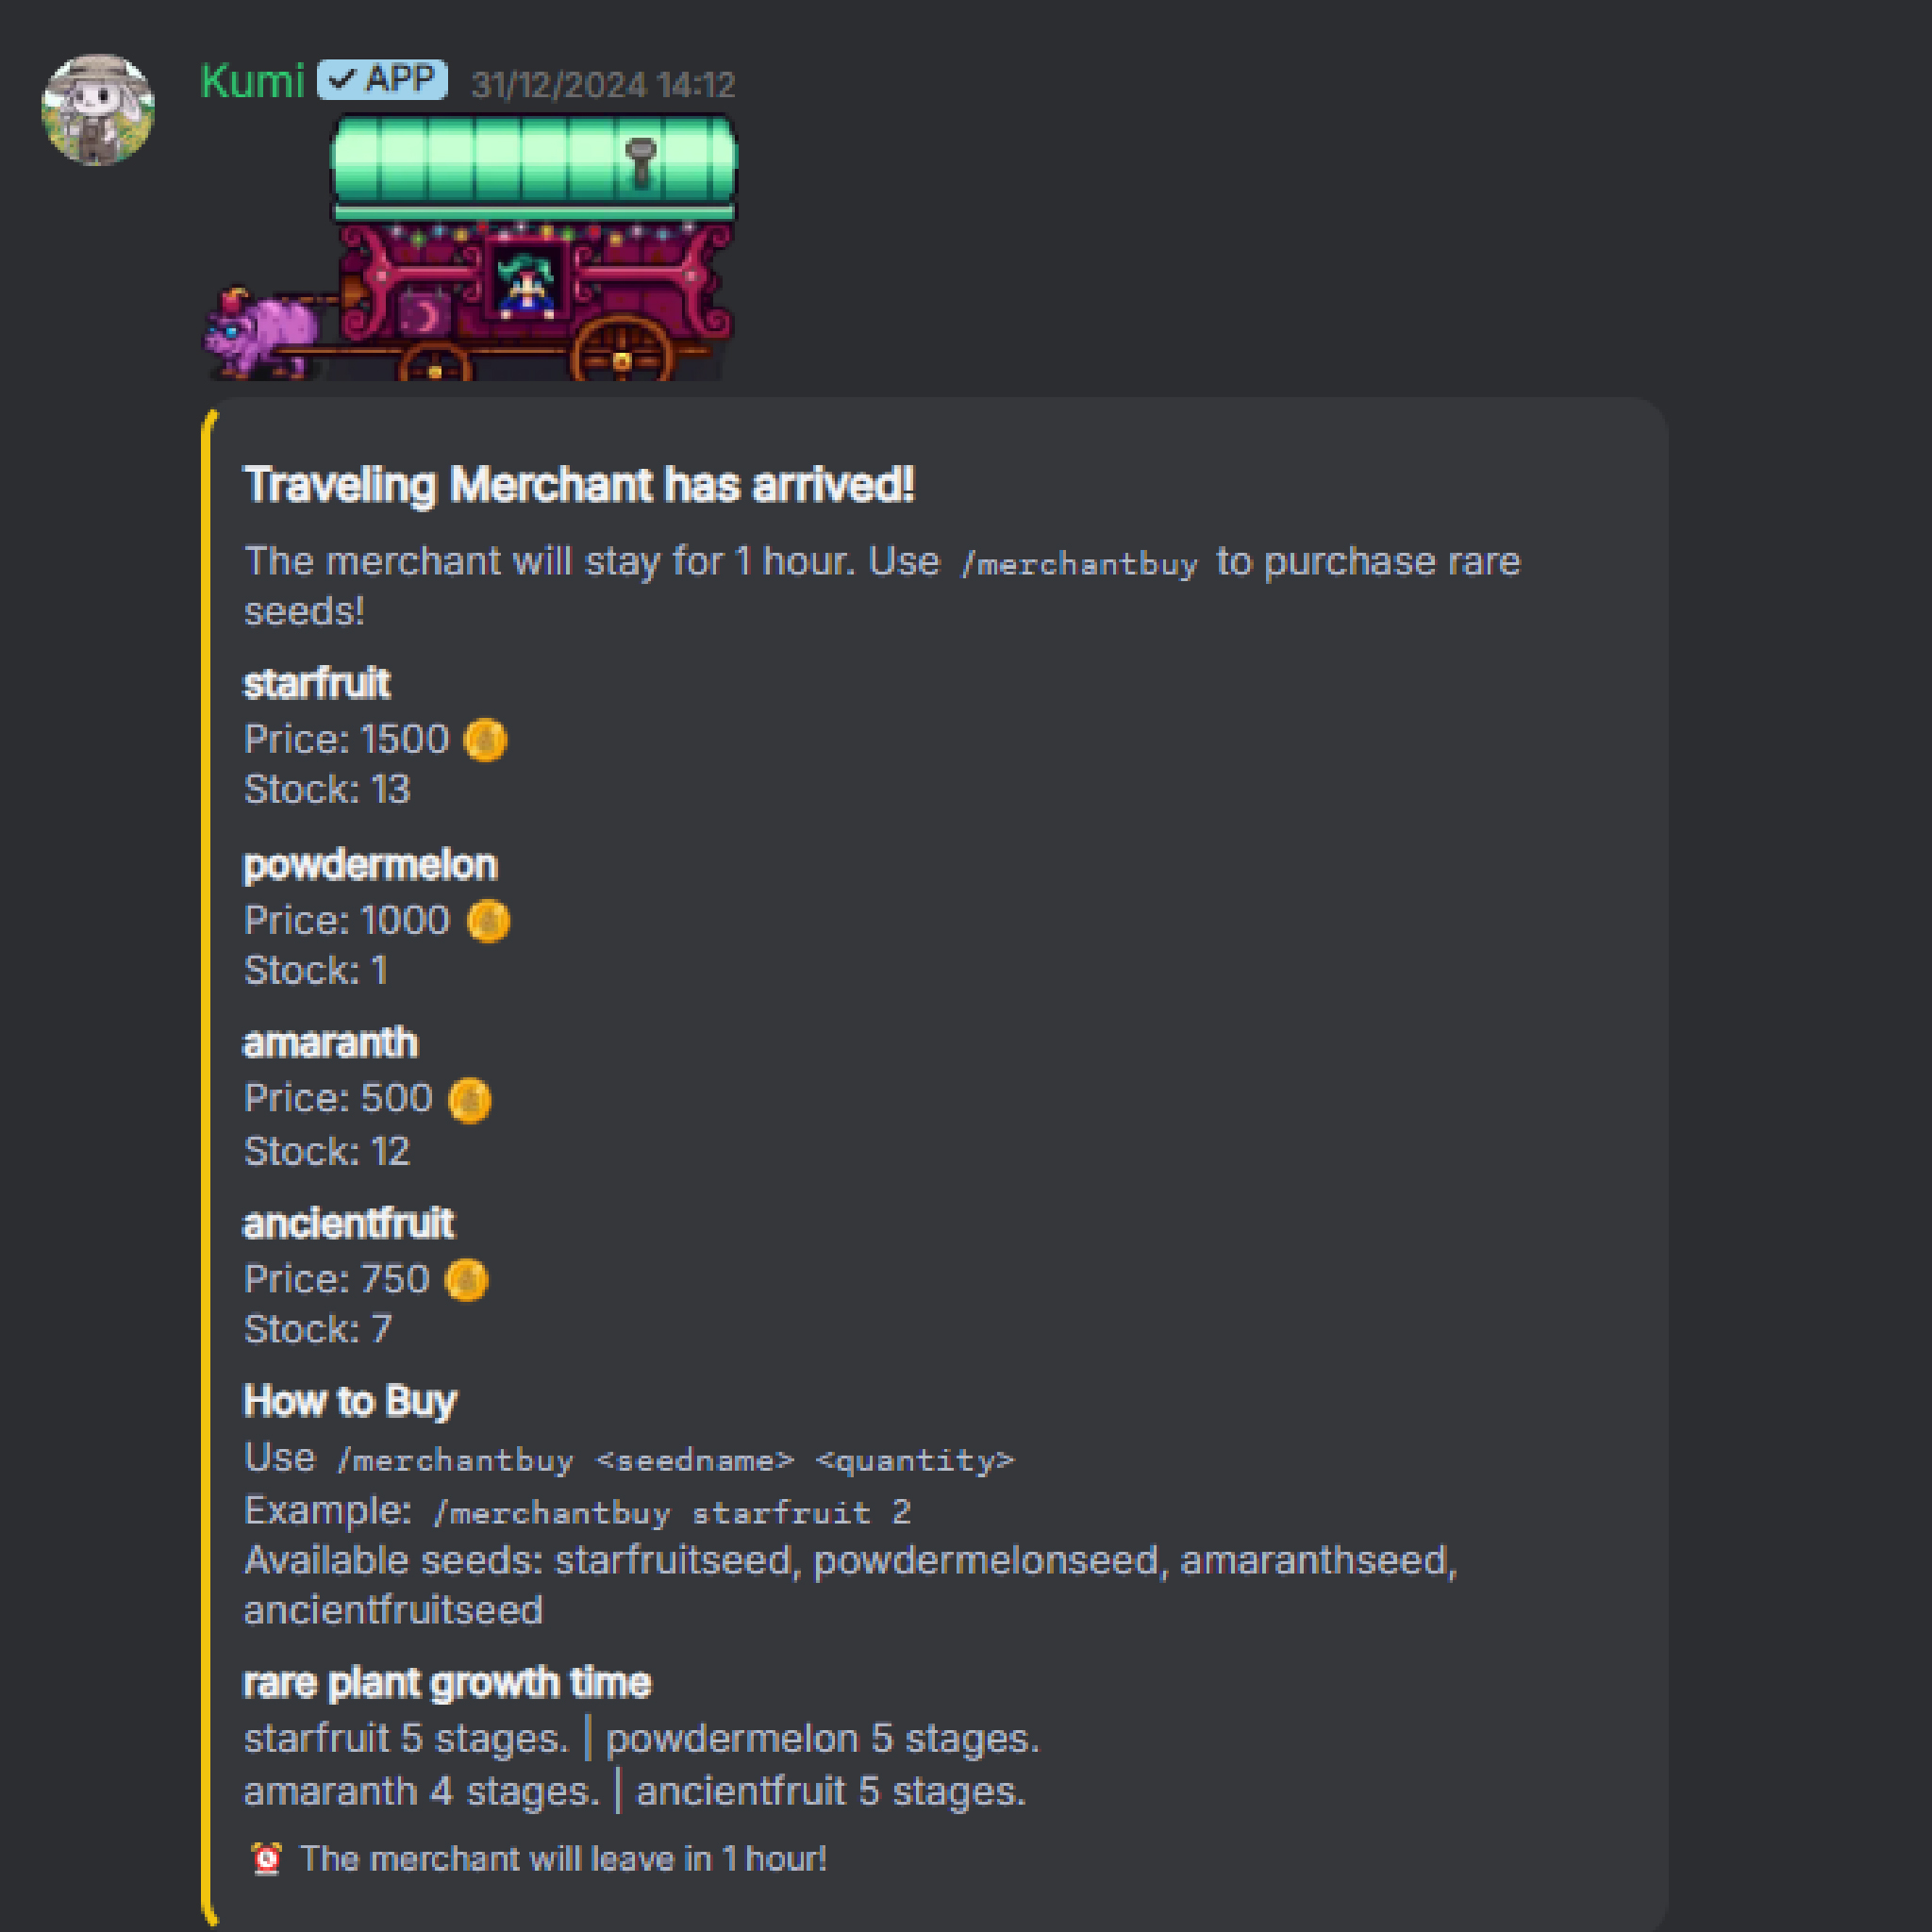 Kumi ✓ APP 31/12/2024 14:12
Traveling Merchant has arrived!
The merchant will stay for 1 hour. Use /merchantbuy to purchase rare
seeds!
starfruit
Price: 1500
Stock: 13
powdermelon
Price: 1000
Stock: 1
amaranth
Price: 500
Stock: 12
ancientfruit
Price: 750
Stock: 7
How to Buy
Use /merchantbuy <seedname> <quantity>
Example: /merchantbuy starfruit 2
Available seeds: starfruitseed, powdermelonseed, amaranthseed,
ancientfruitseed
rare plant growth time
starfruit 5 stages. | powdermelon 5 stages.
amaranth 4 stages. | ancientfruit 5 stages.
⏰ The merchant will leave in 1 hour!